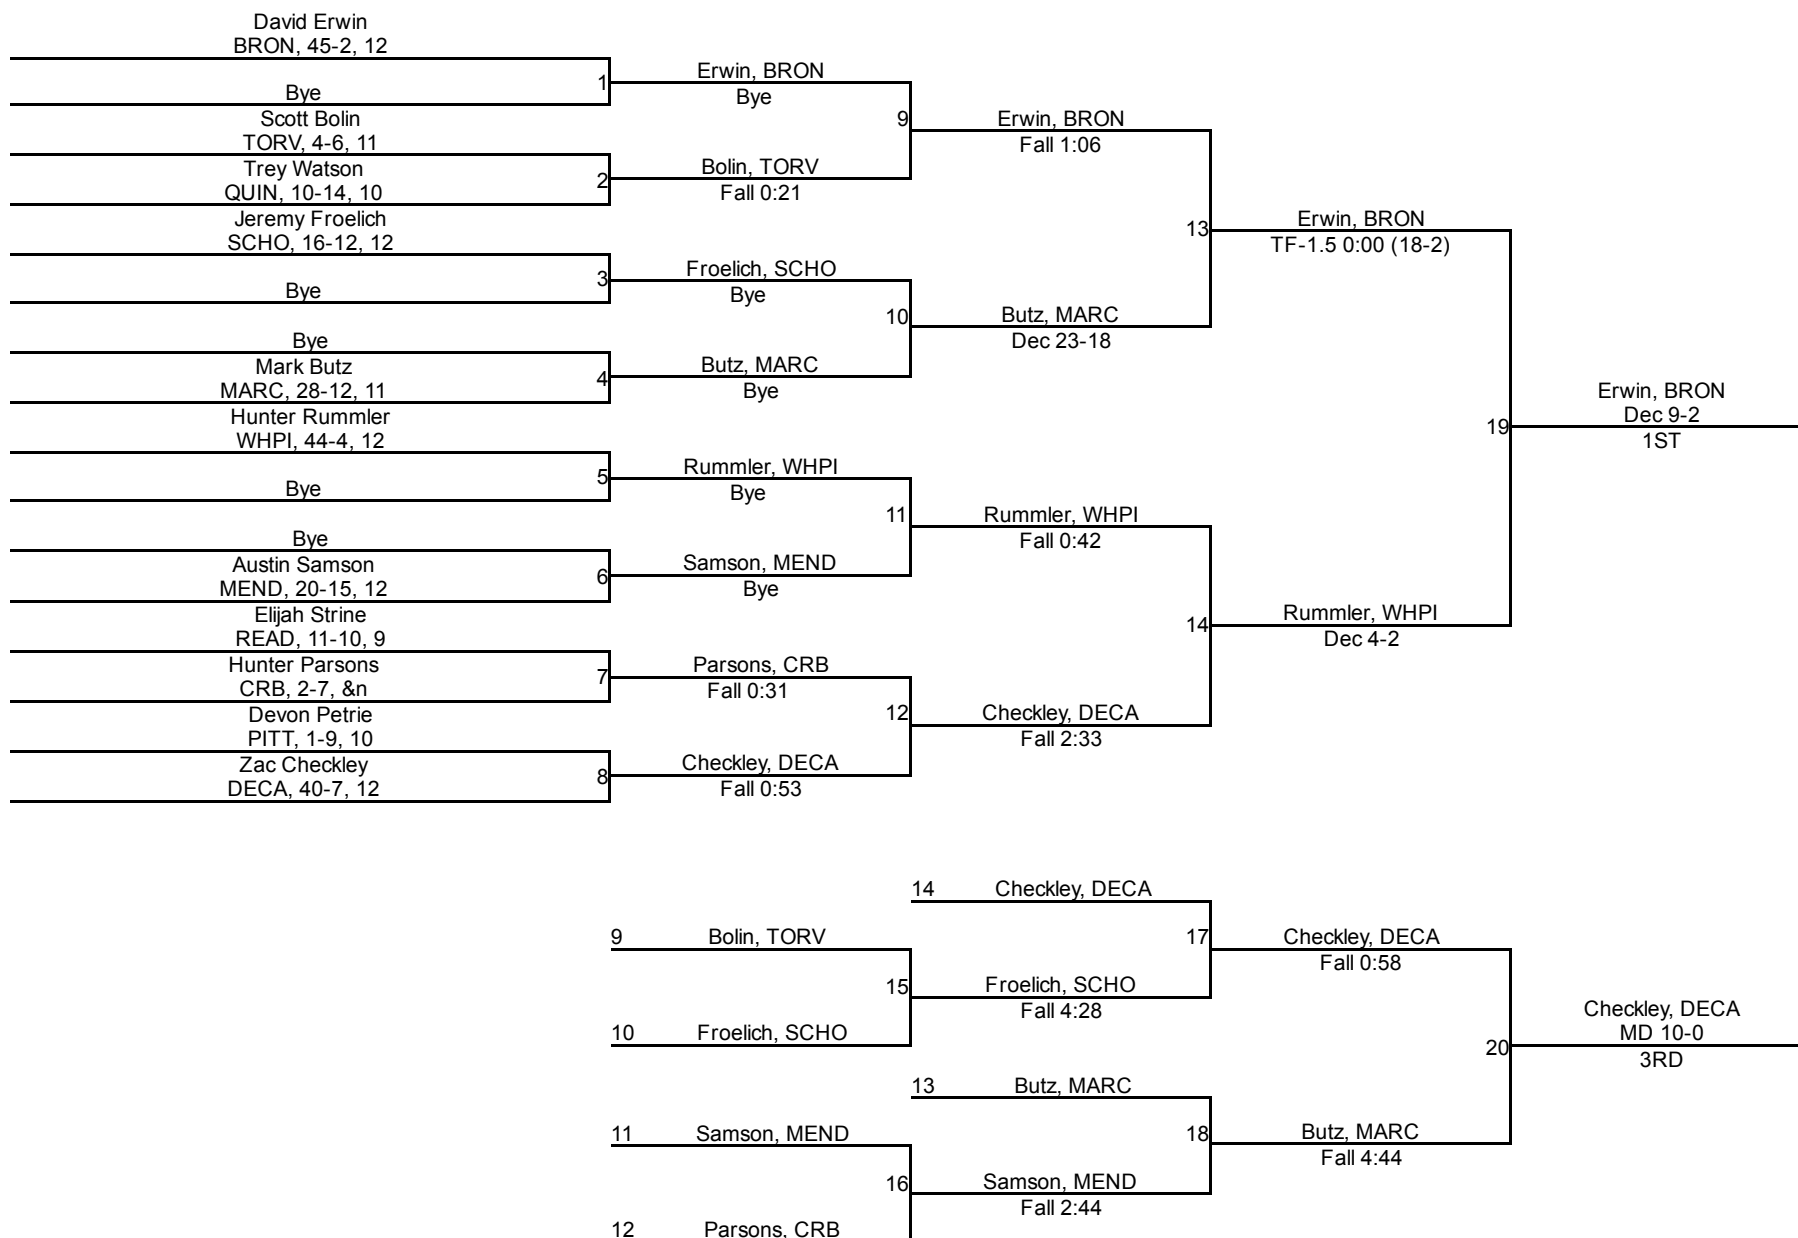 David Erwin
BRON, 45-2, 12
Bye
1
Erwin, BRON
Bye
Scott Bolin
TORV, 4-6, 11
Trey Watson
QUIN, 10-14, 10
2
Bolin, TORV
Fall 0:21
9
Erwin, BRON
Fall 1:06
Jeremy Froelich
SCHO, 16-12, 12
Bye
3
Froelich, SCHO
Bye
Bye
Mark Butz
MARC, 28-12, 11
4
Butz, MARC
Bye
10
Butz, MARC
Dec 23-18
13
Erwin, BRON
TF-1.5 0:00 (18-2)
Hunter Rummler
WHPI, 44-4, 12
Bye
5
Rummler, WHPI
Bye
Bye
Austin Samson
MEND, 20-15, 12
6
Samson, MEND
Bye
11
Rummler, WHPI
Fall 0:42
Elijah Strine
READ, 11-10, 9
Hunter Parsons
CRB, 2-7, &n
7
Parsons, CRB
Fall 0:31
Devon Petrie
PITT, 1-9, 10
Zac Checkley
DECA, 40-7, 12
8
Checkley, DECA
Fall 0:53
12
Checkley, DECA
Fall 2:33
14
Rummler, WHPI
Dec 4-2
19
Erwin, BRON
Dec 9-2
1ST
14
Checkley, DECA
9
Bolin, TORV
10
Froelich, SCHO
15
Froelich, SCHO
Fall 4:28
17
Checkley, DECA
Fall 0:58
13
Butz, MARC
11
Samson, MEND
12
Parsons, CRB
16
Samson, MEND
Fall 2:44
18
Butz, MARC
Fall 4:44
20
Checkley, DECA
MD 10-0
3RD